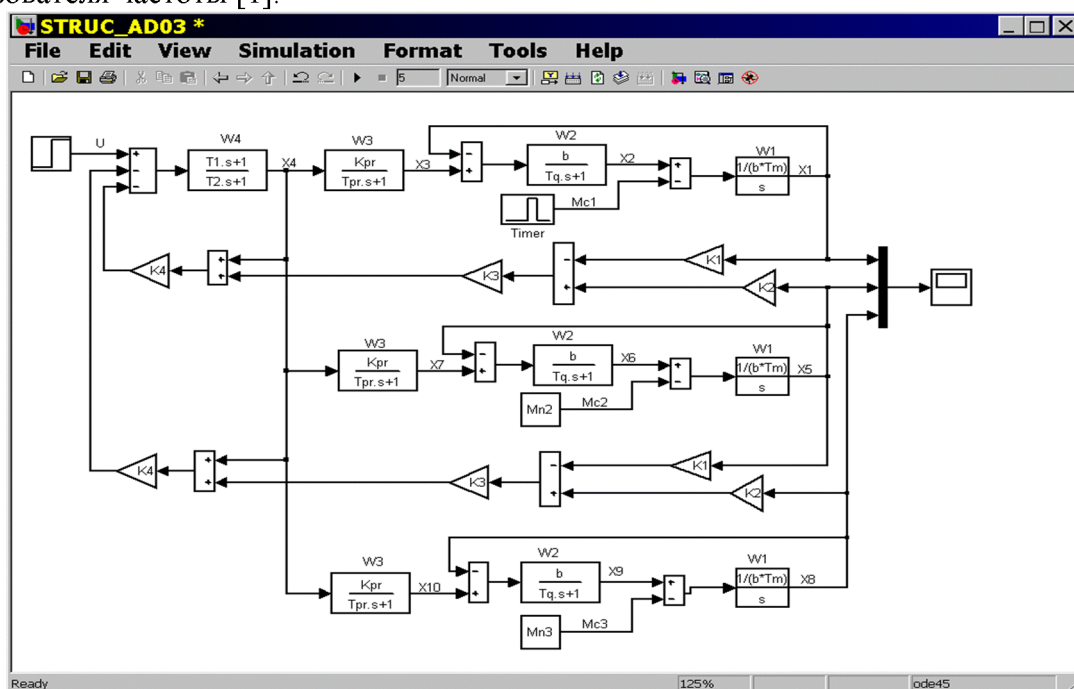 зователя частоты [4].
STRUC_AD03 *
File Edit View Simulation Format Tools Help
5 Normal
U
W4
T1.s+1
T2.s+1
X4
W3
Kpr
Tpr.s+1
X3
W2
b
Tq.s+1
X2
W1
1/(b*Tm)
s
X1
Mc1
Timer
K4
K3
K1
K2
W3
Kpr
Tpr.s+1
X7
W2
b
Tq.s+1
X6
W1
1/(b*Tm)
s
X5
Mn2
Mc2
K4
K3
K1
K2
W3
Kpr
Tpr.s+1
X10
W2
b
Tq.s+1
X9
W1
1/(b*Tm)
s
X8
Mn3
Mc3
Ready 125% ode45